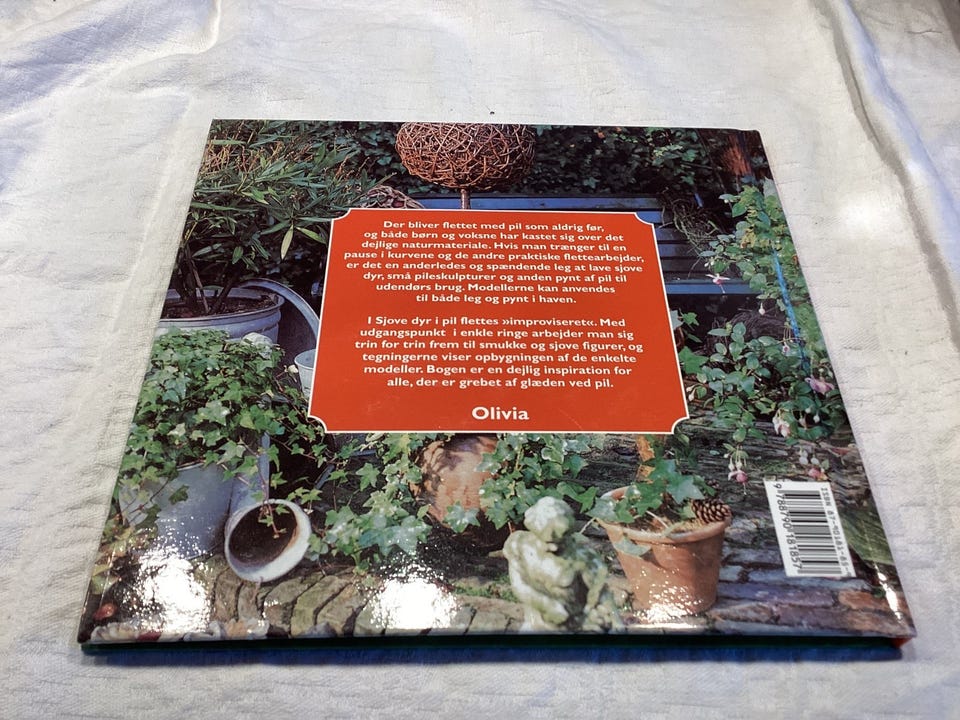 Der bliver flettet med pil som aldrig før,
og både børn og voksne har kastet sig over det
dejlige naturmateriale. Hvis man trænger til en
pause i kurvene og de andre praktiske flettearbejder,
er det en anderledes og spændende leg at lave sjove
dyr, små pileskulpturer og anden pynt af pil til
udendørs brug. Modellerne kan anvendes
til både leg og pynt i haven.
I Sjove dyr i pil flettes »improviseret«. Med
udgangspunkt i enkle ringe arbejder man sig
trin for trin frem til smukke og sjove figurer, og
tegningerne viser opbygningen af de enkelte
modeller. Bogen er en dejlig inspiration for
alle, der er grebet af glæden ved pil.
Olivia
ISBN
9 788790 181857